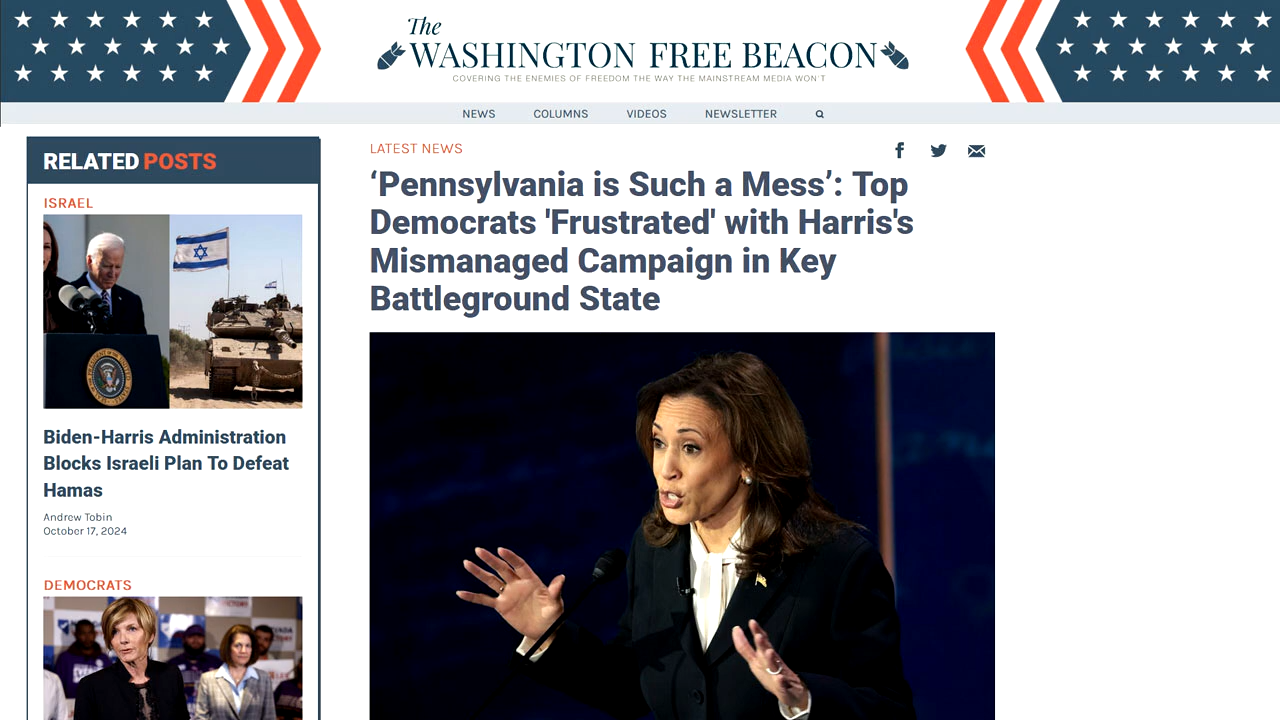 The
WASHINGTON FREE BEACON
COVERING THE ENEMIES OF FREEDOM THE WAY THE MAINSTREAM MEDIA WON'T
NEWS COLUMNS VIDEOS NEWSLETTER
RELATED POSTS
ISRAEL
Biden-Harris Administration
Blocks Israeli Plan To Defeat
Hamas
Andrew Tobin
October 17, 2024
DEMOCRATS
LATEST NEWS
‘Pennsylvania is Such a Mess’: Top
Democrats 'Frustrated' with Harris's
Mismanaged Campaign in Key
Battleground State